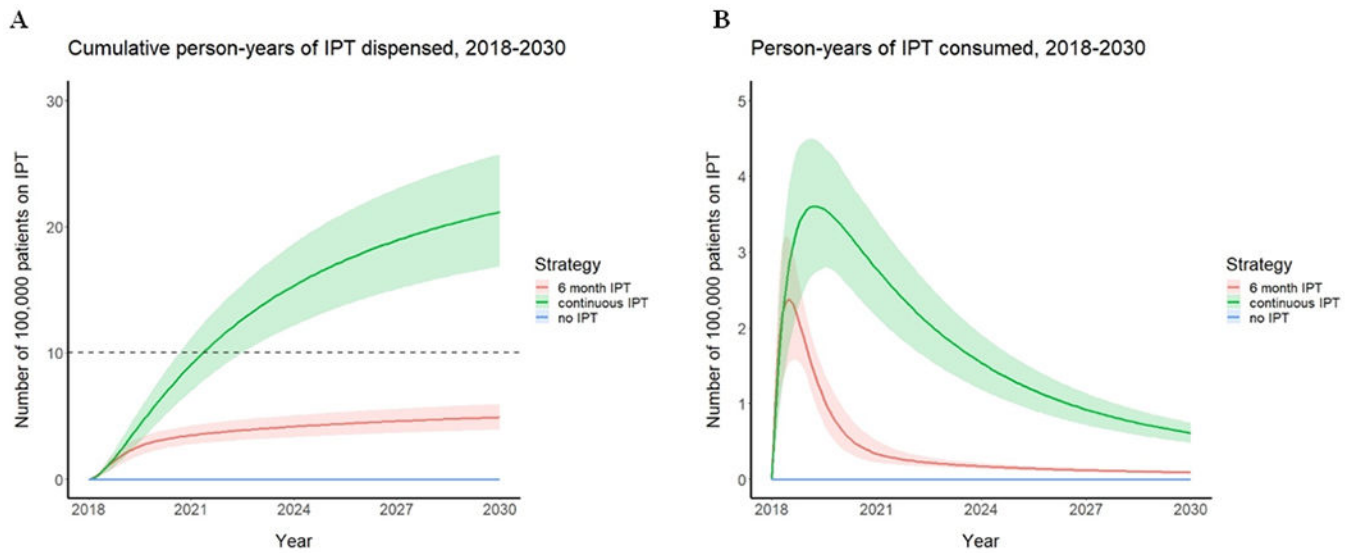 A
Cumulative person-years of IPT dispensed, 2018-2030
Number of 100,000 patients on IPT
30
20
10
0
2018
2021
2024
2027
2030
Year
Strategy
6 month IPT
continuous IPT
no IPT
B
Person-years of IPT consumed, 2018-2030
Number of 100,000 patients on IPT
5
4
3
2
1
0
2018
2021
2024
2027
2030
Year
Strategy
6 month IPT
continuous IPT
no IPT